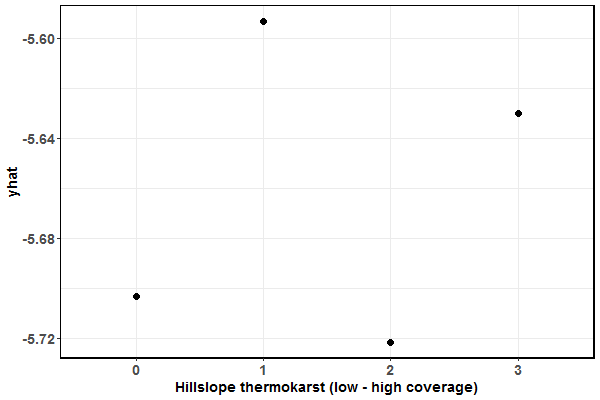 yhat
-5.60
-5.64
-5.68
-5.72
0 1 2 3
Hillslope thermokarst (low - high coverage)